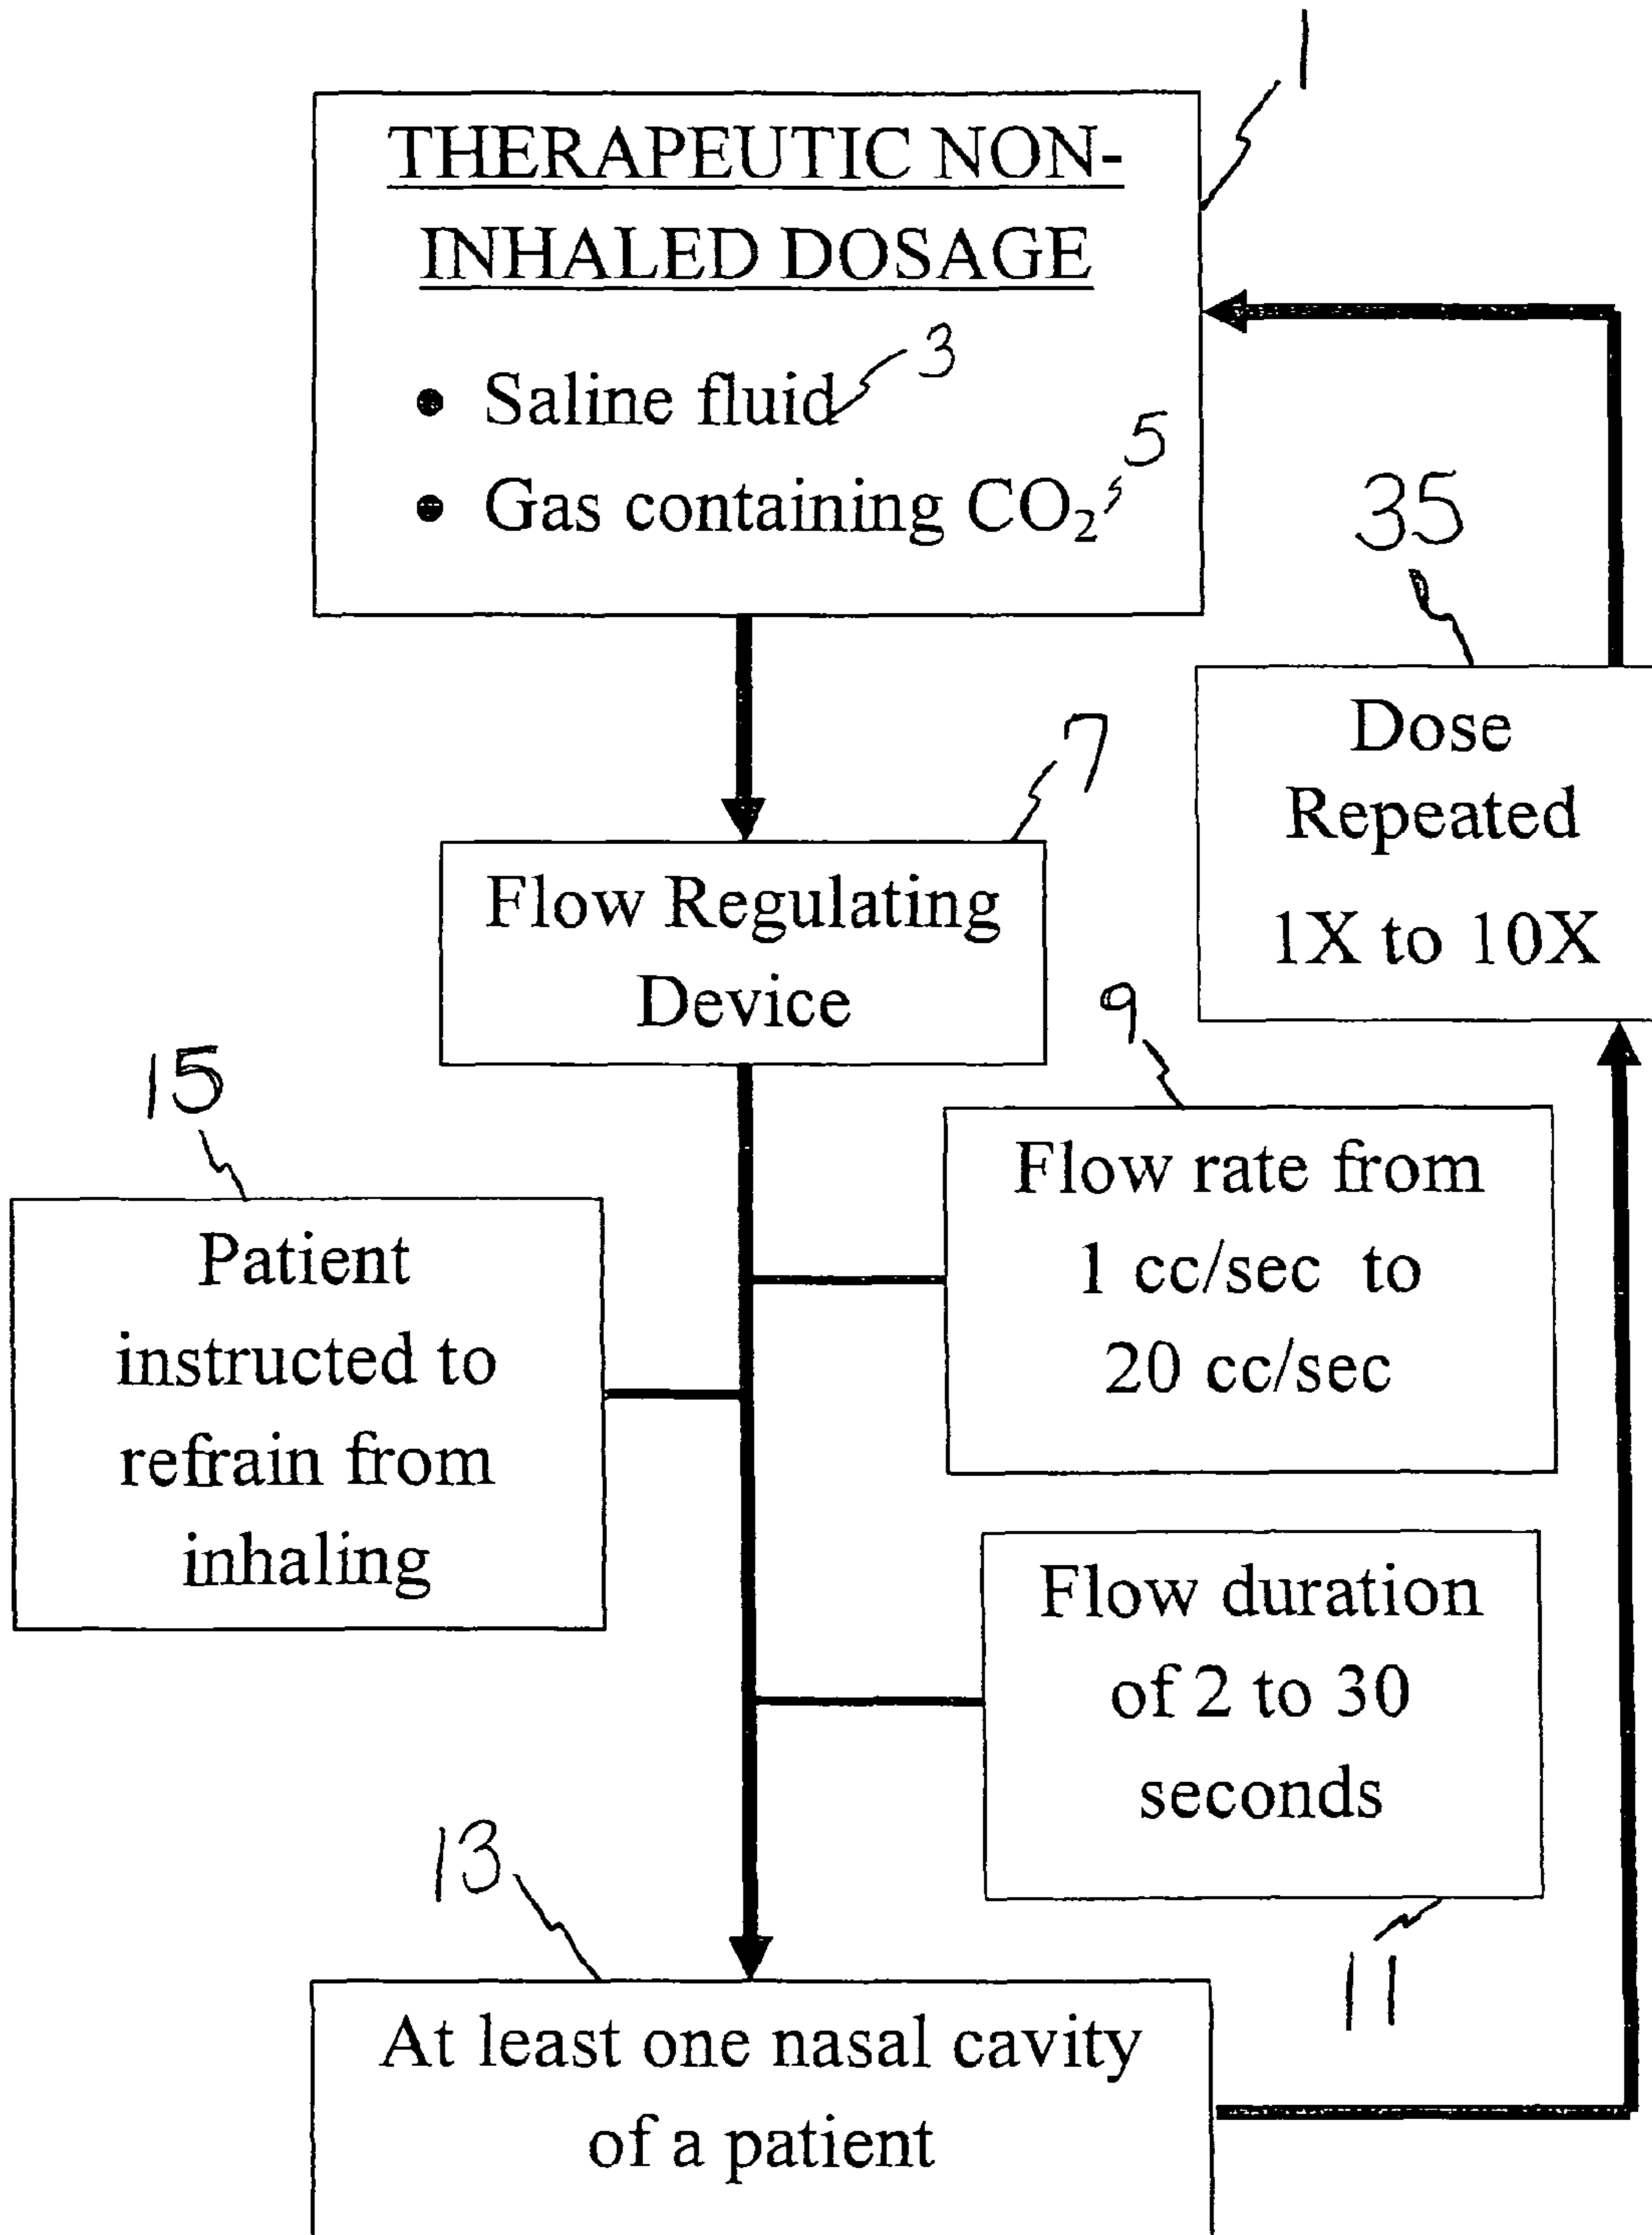 1
THERAPEUTIC NON-
INHALED DOSAGE
• Saline fluid 3
• Gas containing CO₂ 5
35
Dose
Repeated
1X to 10X
7
Flow Regulating
Device
9
Flow rate from
1 cc/sec to
20 cc/sec
15
Patient
instructed to
refrain from
inhaling
Flow duration
of 2 to 30
seconds
11
13
At least one nasal cavity
of a patient